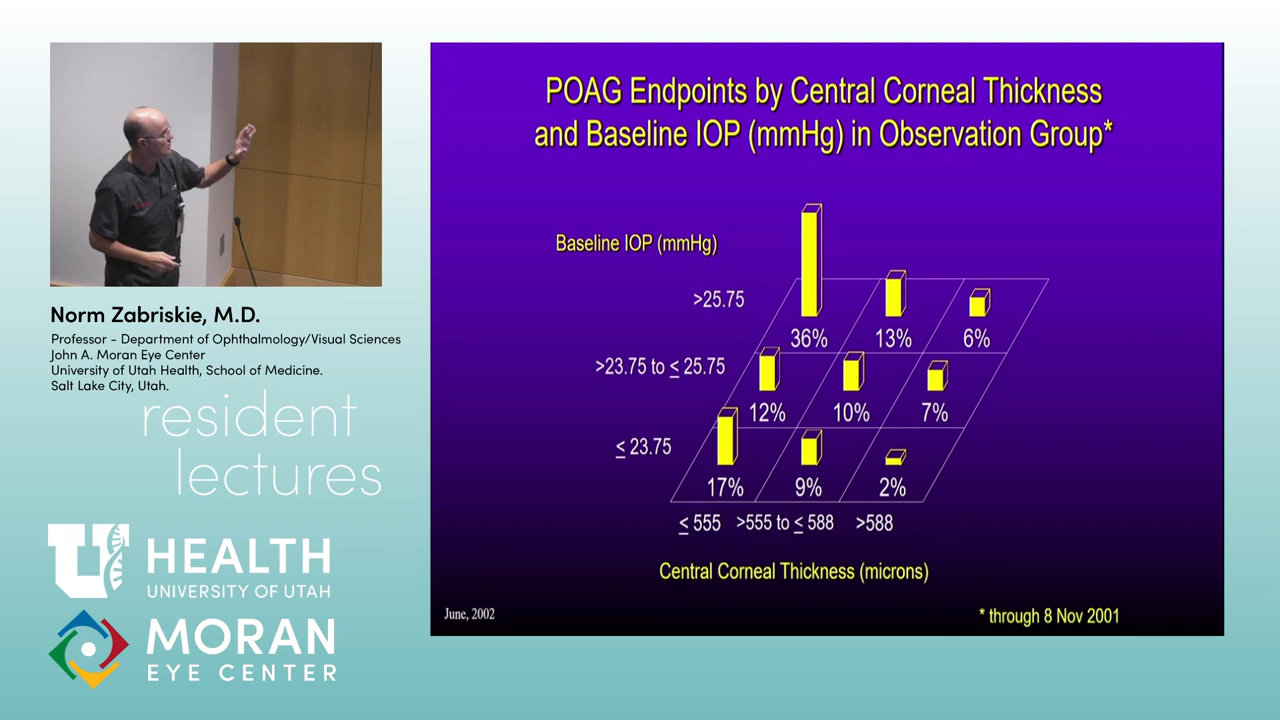 POAG Endpoints by Central Corneal Thickness
and Baseline IOP (mmHg) in Observation Group*
Baseline IOP (mmHg)
>25.75
36% 13% 6%
>23.75 to ≤ 25.75
12% 10% 7%
≤ 23.75
17% 9% 2%
≤ 555 >555 to ≤ 588 >588
Central Corneal Thickness (microns)
June, 2002
* through 8 Nov 2001
Norm Zabriskie, M.D.
Professor – Department of Ophthalmology/Visual Sciences
John A. Moran Eye Center
University of Utah Health, School of Medicine.
Salt Lake City, Utah.
resident
lectures
U HEALTH
UNIVERSITY OF UTAH
MORAN
EYE CENTER